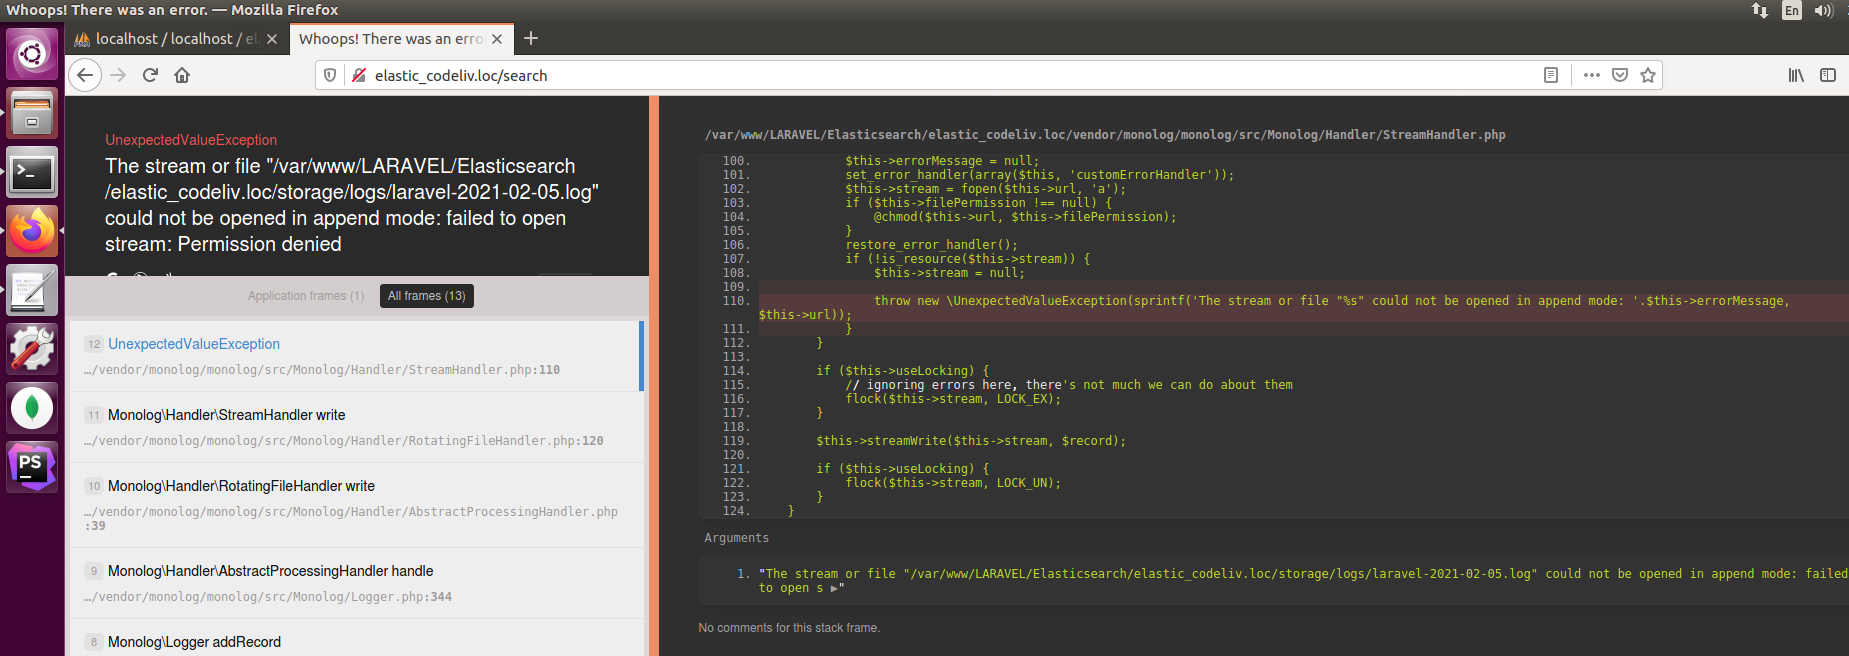 Whoops! There was an error. — Mozilla Firefox
En
localhost / localhost / el
Whoops! There was an erro
elastic_codeliv.loc/search
UnexpectedValueException
The stream or file "/var/www/LARAVEL/Elasticsearch
/elastic_codeliv.loc/storage/logs/laravel-2021-02-05.log"
could not be opened in append mode: failed to open
stream: Permission denied
Application frames (1)
All frames (13)
12 UnexpectedValueException
…/vendor/monolog/monolog/src/Monolog/Handler/StreamHandler.php:110
11 Monolog\Handler\StreamHandler write
…/vendor/monolog/monolog/src/Monolog/Handler/RotatingFileHandler.php:120
10 Monolog\Handler\RotatingFileHandler write
…/vendor/monolog/monolog/src/Monolog/Handler/AbstractProcessingHandler.php
:39
9 Monolog\Handler\AbstractProcessingHandler handle
…/vendor/monolog/monolog/src/Monolog/Logger.php:344
8 Monolog\Logger addRecord
PS
/var/www/LARAVEL/Elasticsearch/elastic_codeliv.loc/vendor/monolog/monolog/src/Monolog/Handler/StreamHandler.php
100. $this->errorMessage = null;
101. set_error_handler(array($this, 'customErrorHandler'));
102. $this->stream = fopen($this->url, 'a');
103. if ($this->filePermission !== null) {
104. @chmod($this->url, $this->filePermission);
105. }
106. restore_error_handler();
107. if (!is_resource($this->stream)) {
108. $this->stream = null;
109.
110. throw new \UnexpectedValueException(sprintf('The stream or file "%s" could not be opened in append mode: '.$this->errorMessage,
$this->url));
111. }
112. }
113.
114. if ($this->useLocking) {
115. // ignoring errors here, there's not much we can do about them
116. flock($this->stream, LOCK_EX);
117. }
118.
119. $this->streamWrite($this->stream, $record);
120.
121. if ($this->useLocking) {
122. flock($this->stream, LOCK_UN);
123. }
124. }
Arguments
1. "The stream or file "/var/www/LARAVEL/Elasticsearch/elastic_codeliv.loc/storage/logs/laravel-2021-02-05.log" could not be opened in append mode: failed
to open s ▶"
No comments for this stack frame.